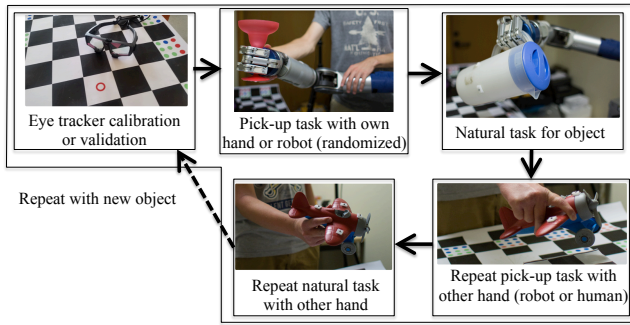 Eye tracker calibration
or validation
Pick-up task with own
hand or robot (randomized)
Natural task for object
Repeat pick-up task with
other hand (robot or human)
Repeat natural task
with other hand
Repeat with new object